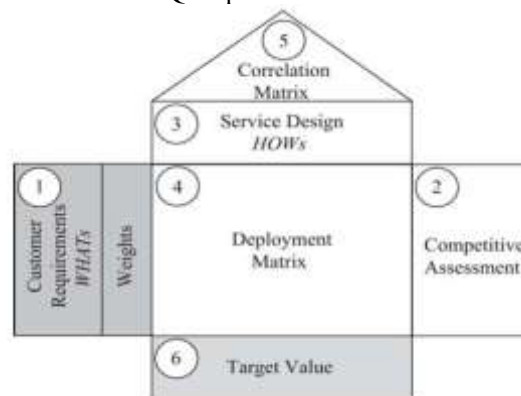 5
Correlation
Matrix
3
Service Design
HOWs
1
Customer
Requirements
WHATs
Weights
4
Deployment
Matrix
2
Competitive
Assessment
6
Target Value